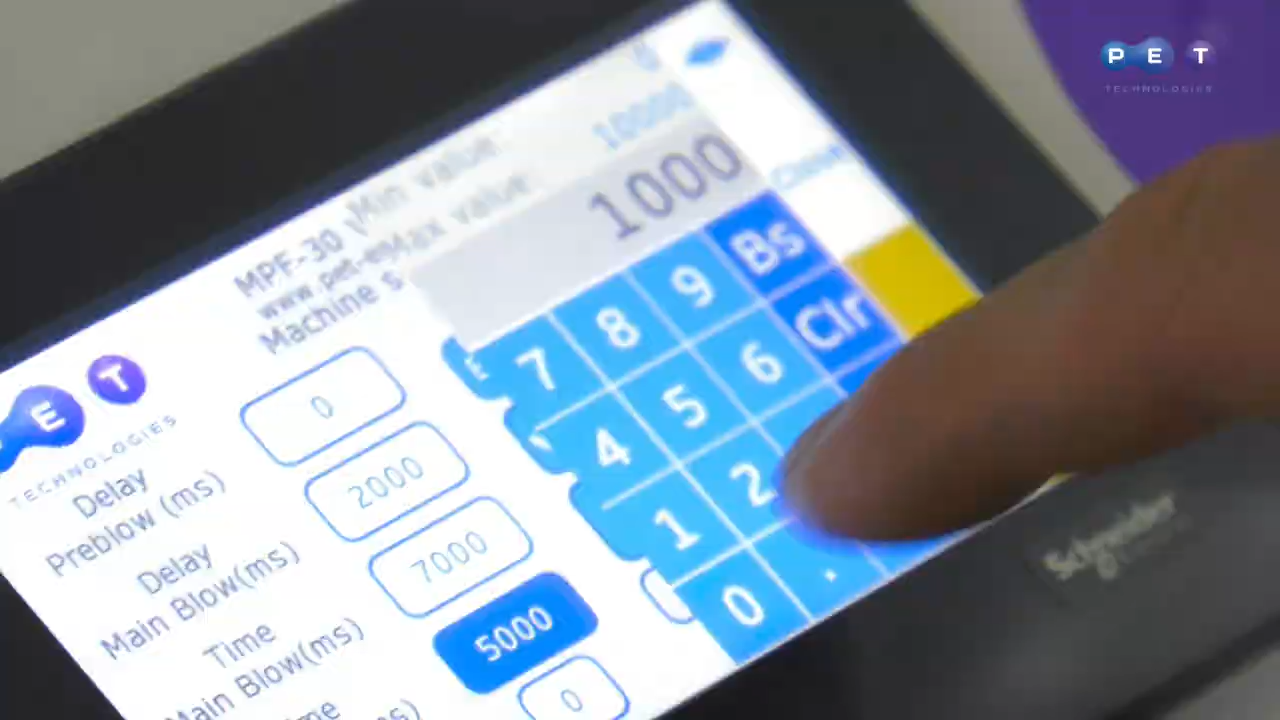 P E T
TECHNOLOGIES
Min value
Max value
1000
MPF-30
Machine
7 8 9 Bs
4 5 6 Clr
1 2
0 .
E T
TECHNOLOGIES
Delay
Preblow (ms)
0
Delay
Main Blow(ms)
2000
Time
Main Blow(ms)
7000
5000
0
Schneider